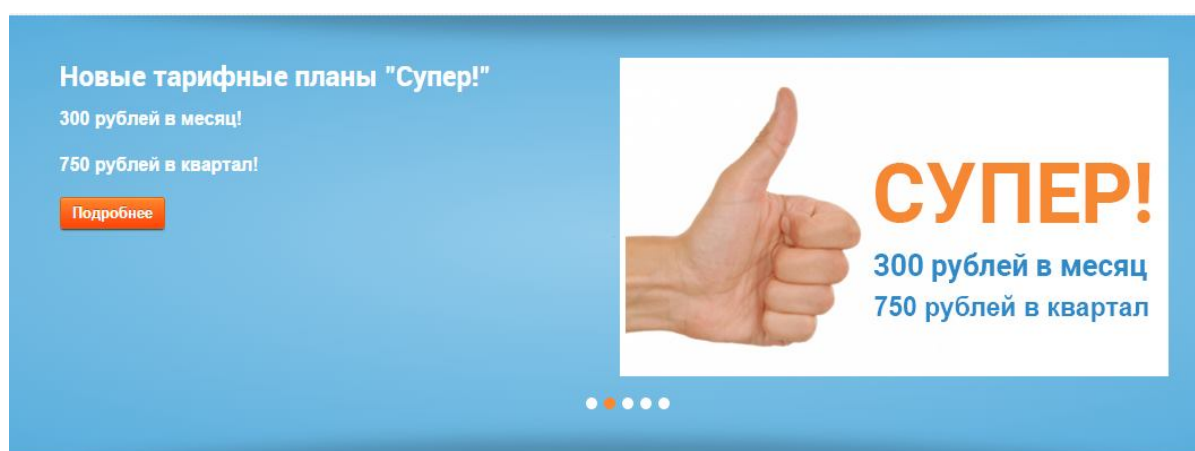 Новые тарифные планы "Супер!"
300 рублей в месяц!
750 рублей в квартал!
Подробнее
СУПЕР!
300 рублей в месяц
750 рублей в квартал